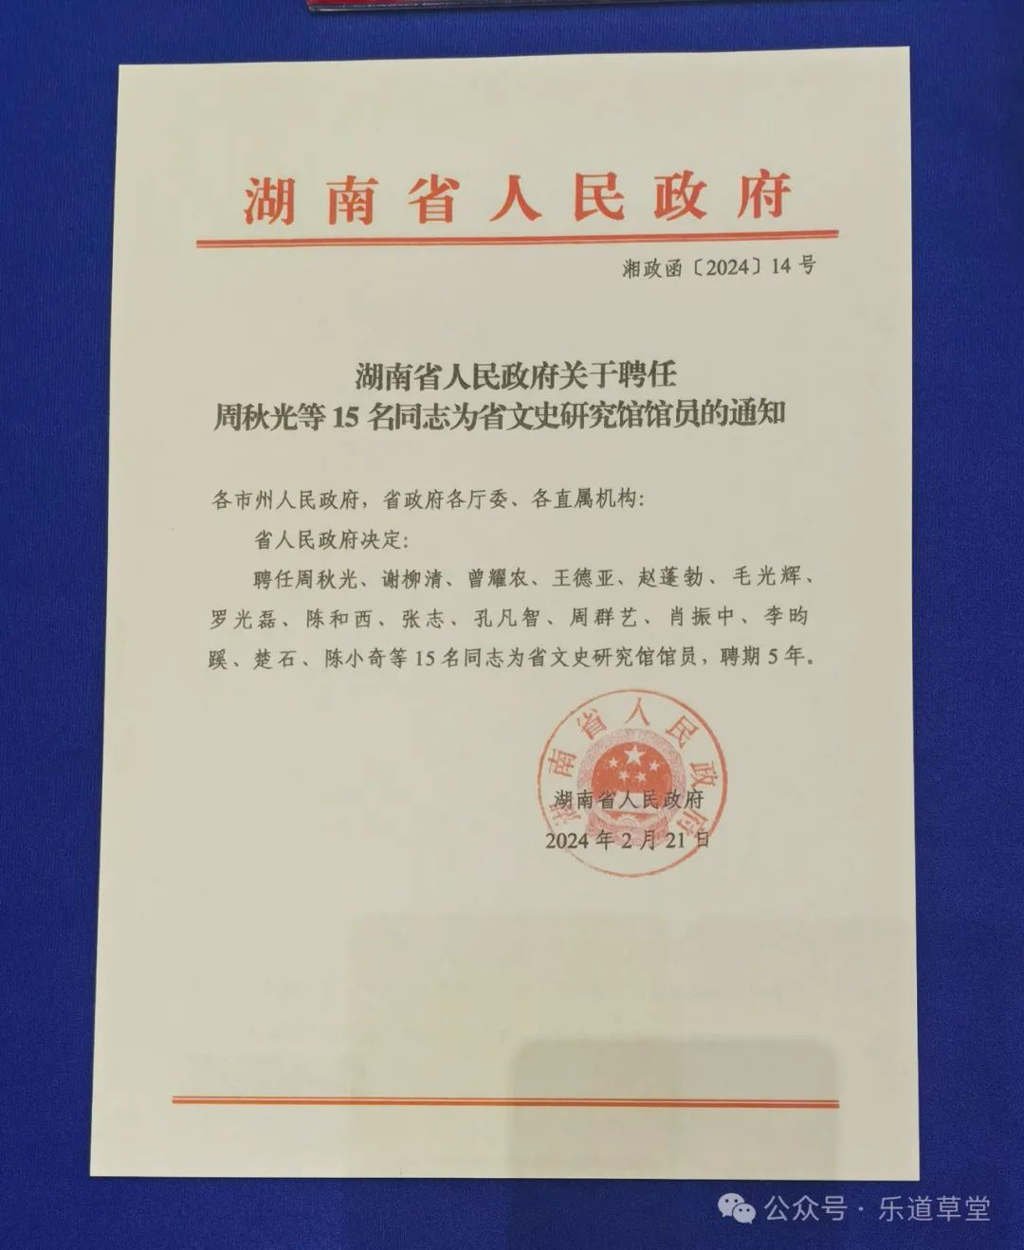 湖南省人民政府
湘政函〔2024〕14号
湖南省人民政府关于聘任
周秋光等15名同志为省文史研究馆馆员的通知
各市州人民政府，省政府各厅委、各直属机构：
省人民政府决定：
聘任周秋光、谢柳清、曾耀农、王德亚、赵蓬勃、毛光辉、
罗光磊、陈和西、张志、孔凡智、周群艺、肖振中、李昀
蹊、楚石、陈小奇等15名同志为省文史研究馆馆员，聘期5年。
湖南省人民政府
湖南省人民政府
2024年2月21日
公众号·乐道草堂